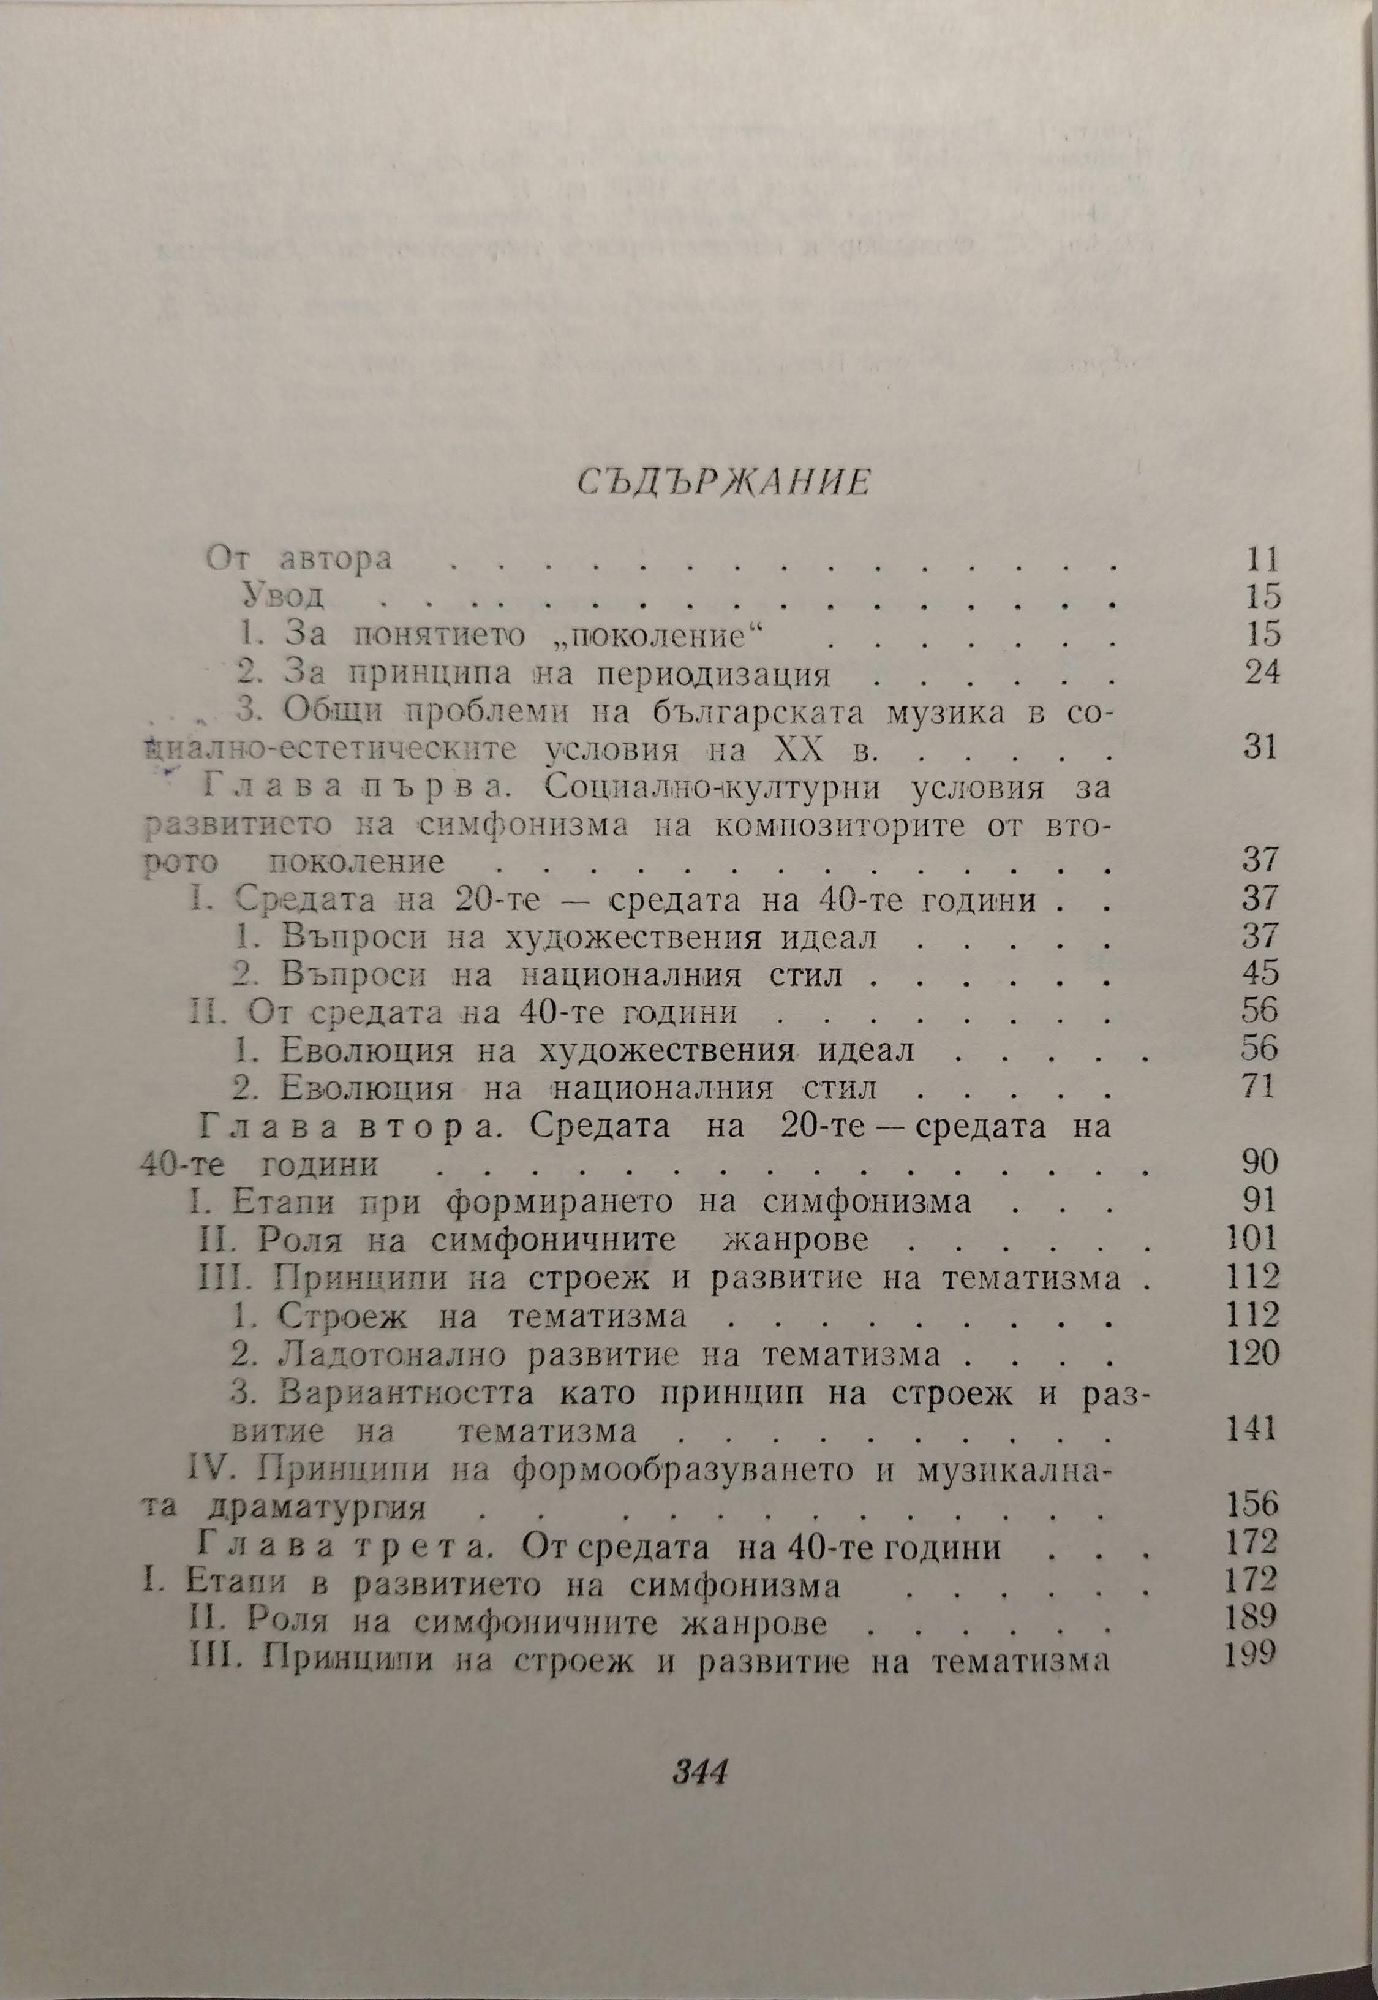 СЪДЪРЖАНИЕ
От автора . . . . . . . . . . . . . . . 11
Увод . . . . . . . . . . . . . . . . . 15
1. За понятието „поколение“ . . . . . . . 15
2. За принципа на периодизация . . . . . . 24
3. Общи проблеми на българската музика в со-
циално-естетическите условия на XX в. . . . . . 31
Глава първа. Социално-културни условия за
развитието на симфонизма на композиторите от вто-
рото поколение . . . . . . . . . . . . . . 37
I. Средата на 20-те — средата на 40-те години . . 37
1. Въпроси на художествения идеал . . . . . 37
2. Въпроси на националния стил . . . . . . 45
II. От средата на 40-те години . . . . . . . . 56
1. Еволюция на художествения идеал . . . . . 56
2. Еволюция на националния стил . . . . . 71
Глава втора. Средата на 20-те — средата на
40-те години . . . . . . . . . . . . . . . . 90
I. Етапи при формирането на симфонизма . . . 91
II. Роля на симфоничните жанрове . . . . . . 101
III. Принципи на строеж и развитие на тематизма . 112
1. Строеж на тематизма . . . . . . . . . 112
2. Ладотонално развитие на тематизма . . . . 120
3. Вариантността като принцип на строеж и раз-
витие на тематизма . . . . . . . . . . 141
IV. Принципи на формообразуването и музикална-
та драматургия . . . . . . . . . . . . . 156
Глава трета. От средата на 40-те години . . . 172
I. Етапи в развитието на симфонизма . . . . . . 172
II. Роля на симфоничните жанрове . . . . . . 189
III. Принципи на строеж и развитие на тематизма 199
344